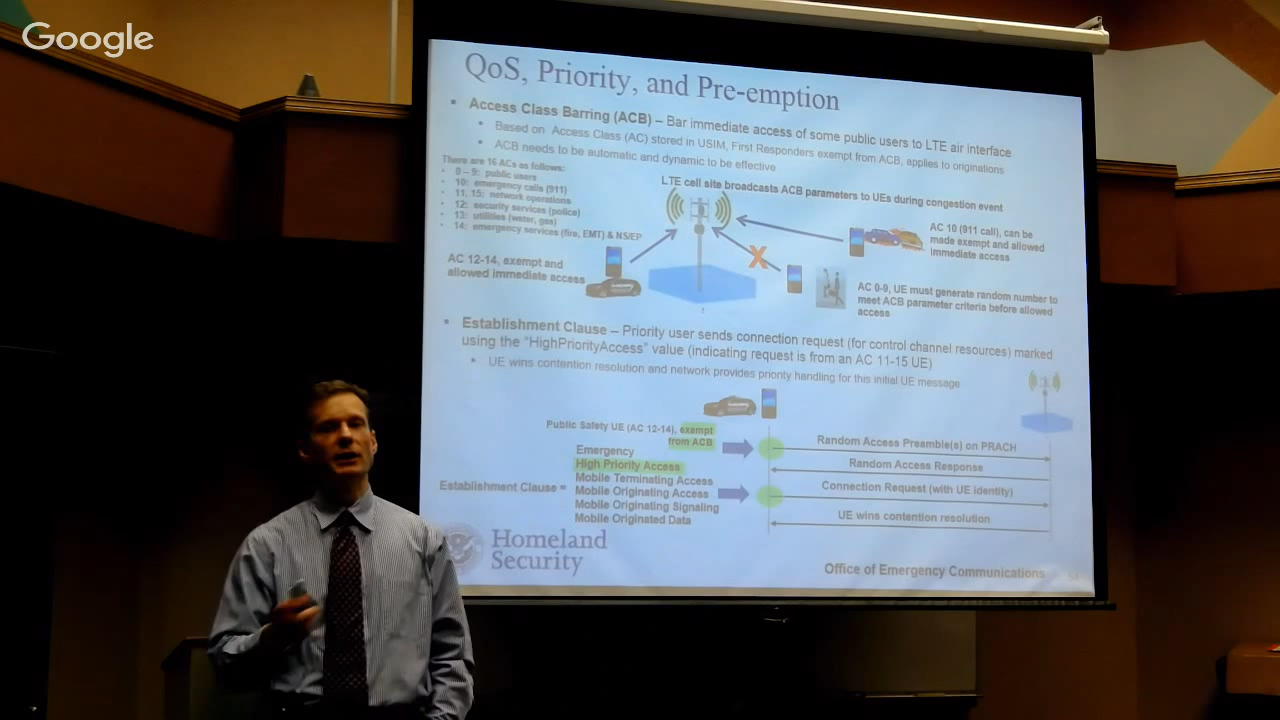 Google
QoS, Priority, and Pre-emption
• Access Class Barring (ACB) – Bar immediate access of some public users to LTE air interface
• Based on Access Class (AC) stored in USIM, First Responders exempt from ACB, applies to originations
• ACB needs to be automatic and dynamic to be effective
There are 16 ACs as follows:
• 0 – 9: public users
• 10: emergency calls (911)
• 11, 15: network operations
• 12: security services (police)
• 13: utilities (water, gas)
• 14: emergency services (fire, EMT) & NS/EP
LTE cell site broadcasts ACB parameters to UEs during congestion event
AC 10 (911 call), can be
made exempt and allowed
immediate access
X
AC 12-14, exempt and
allowed immediate access
AC 0-9, UE must generate random number to
meet ACB parameter criteria before allowed
access
• Establishment Clause – Priority user sends connection request (for control channel resources) marked
using the "HighPriorityAccess" value (indicating request is from an AC 11-15 UE)
• UE wins contention resolution and network provides priority handling for this initial UE message
Public Safety UE (AC 12-14), exempt
from ACB
Establishment Clause =
Emergency
High Priority Access
Mobile Terminating Access
Mobile Originating Access
Mobile Originating Signaling
Mobile Originated Data
Random Access Preamble(s) on PRACH
Random Access Response
Connection Request (with UE identity)
UE wins contention resolution
Homeland
Security
Office of Emergency Communications